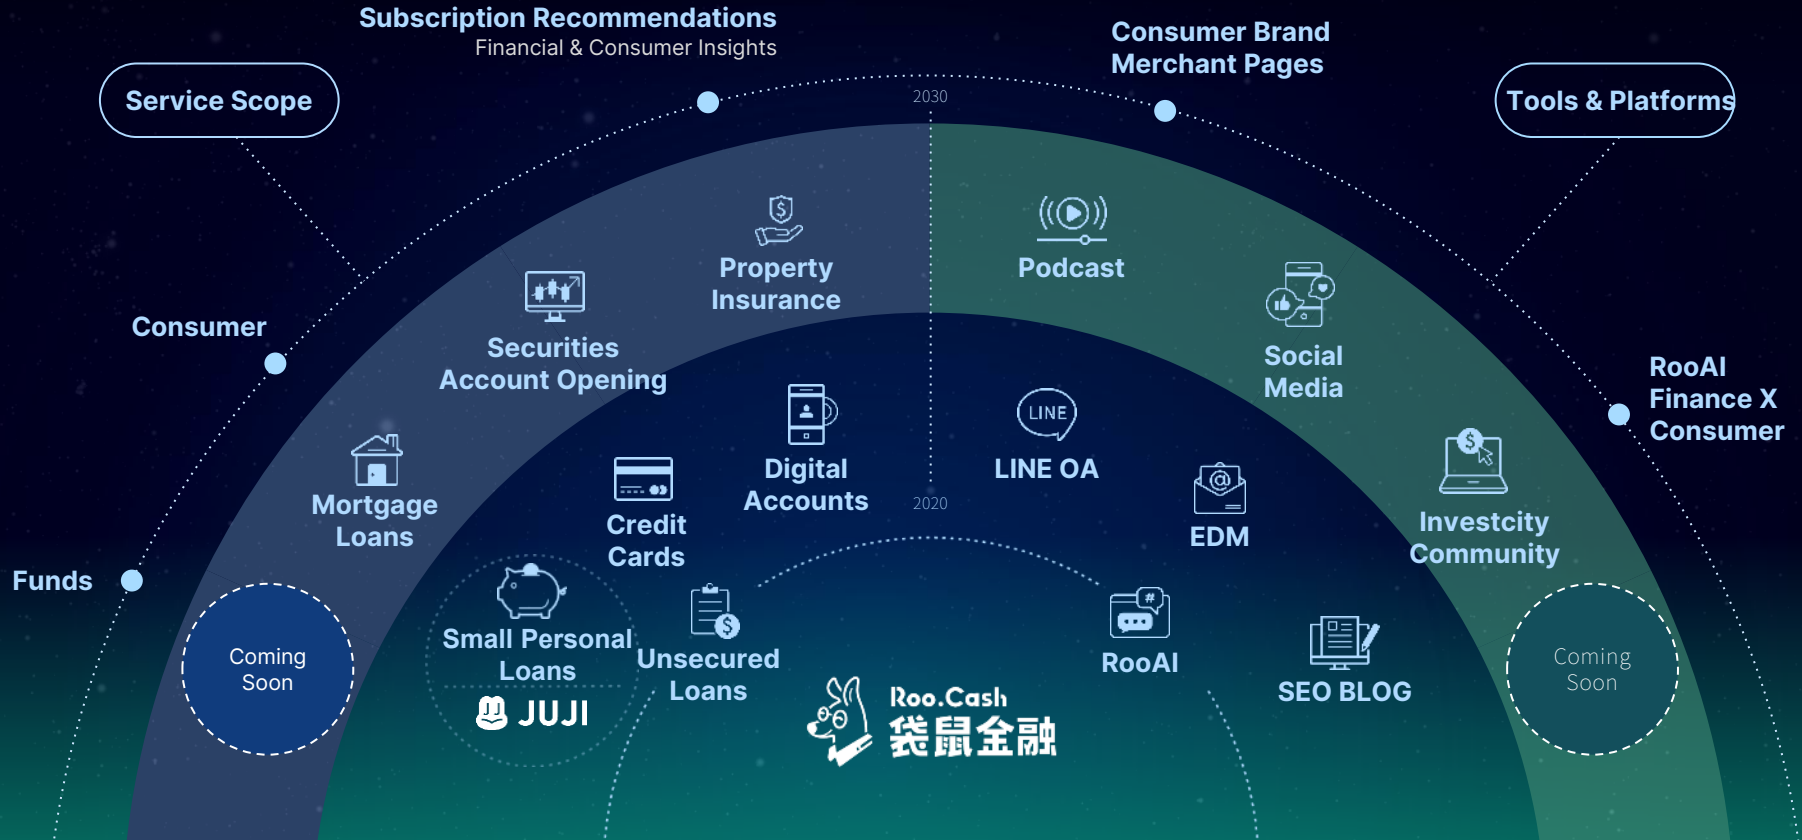 Subscription Recommendations
Financial & Consumer Insights
Consumer Brand
Merchant Pages
Service Scope
2030
Tools & Platforms
Property
Insurance
Podcast
Consumer
Securities
Account Opening
Social
Media
RooAI
Finance X
Consumer
LINE
Mortgage
Loans
Digital
Accounts
LINE OA
2020
Credit
Cards
EDM
Investcity
Community
Funds
Coming
Soon
Small Personal
Loans
JUJI
Unsecured
Loans
RooAI
SEO BLOG
Coming
Soon
Roo.Cash
袋鼠金融